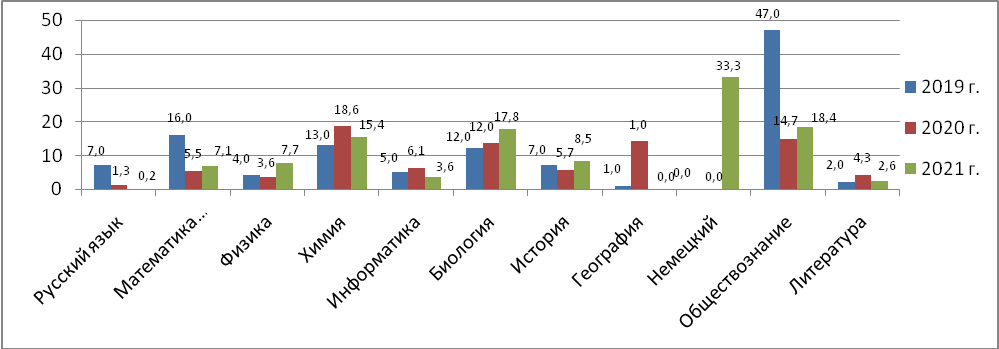 50
40
30
20
10
0
7,0
1,3
0,2
16,0
5,5
7,1
4,0
3,6
7,7
13,0
18,6
15,4
5,0
6,1
3,6
12,0
12,0
17,8
7,0
5,7
8,5
1,0
1,0
0,0
0,0
0,0
33,3
47,0
14,7
18,4
2,0
4,3
2,6
Русский язык
Математика...
Физика
Химия
Информатика
Биология
История
География
Немецкий
Обществознание
Литература
2019 г.
2020 г.
2021 г.